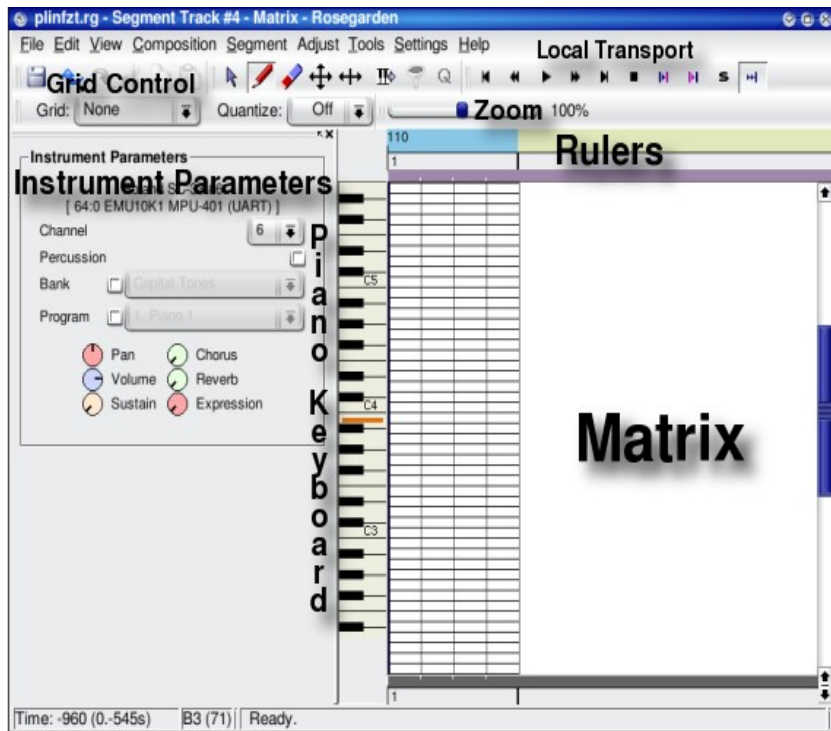 plinfzt.rg - Segment Track #4 - Matrix - Rosegarden
File Edit View Composition Segment Adjust Tools Settings Help
Local Transport
Grid Control
Grid: None Quantize: Off Zoom 100%
110
Rulers
1
Instrument Parameters
Instrument Parameters
[ 64:0 EMU10K1 MPU-401 (UART) ]
Channel 6
Percussion
Bank Capital Tones
Program 1. Piano 1
Pan Chorus
Volume Reverb
Sustain Expression
Piano Keyboard
C5
C4
C3
Matrix
1
Time: -960 (0.-545s) B3 (71) Ready.